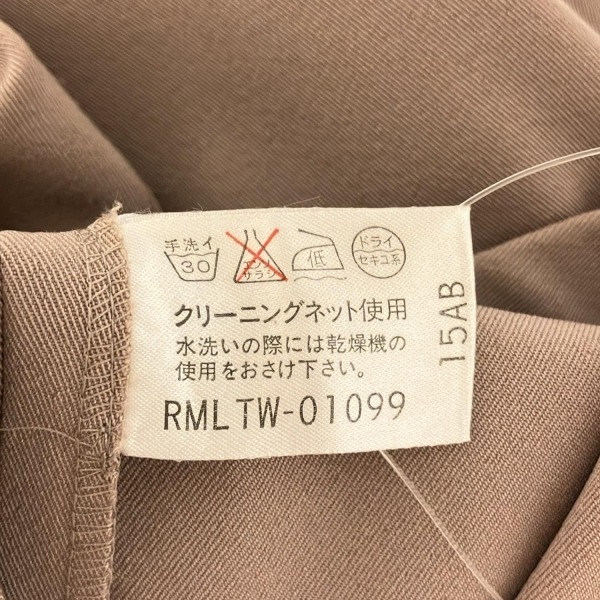 手洗イ
30
エンソ
サラシ
低
ドライ
セキユ系
クリーニングネット使用
水洗いの際には乾燥機の
使用をおさけ下さい。
RMLTW-01099
15AB